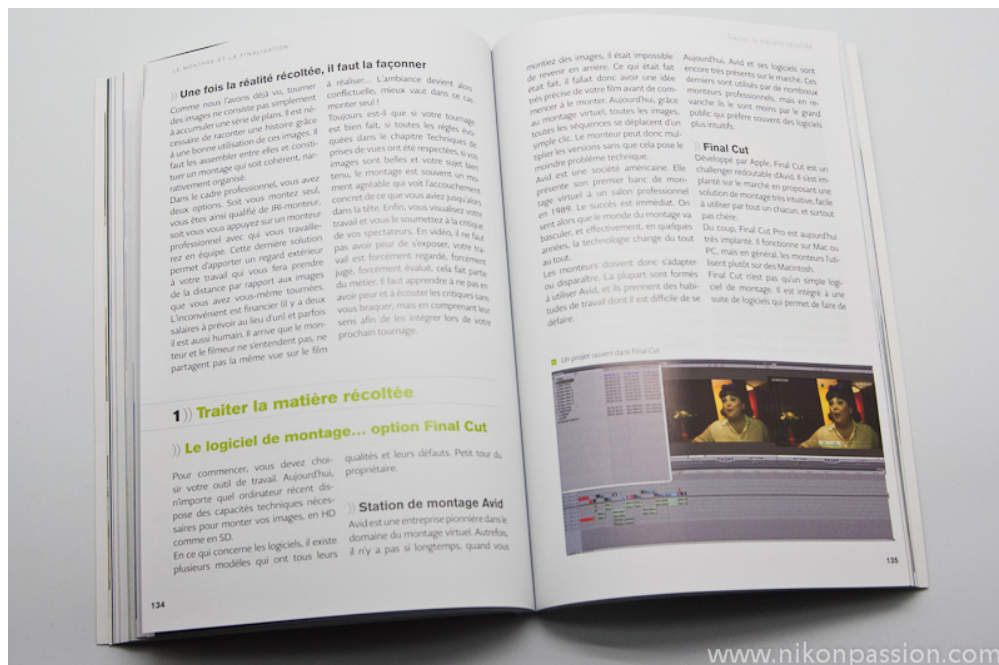 LE MONTAGE ET LA FINALISATION
)) Une fois la réalité récoltée, il faut la façonner
Comme nous l'avons déjà vu, tourner
des images ne consiste pas simplement
à accumuler une série de plans. Il est né-
cessaire de raconter une histoire grâce
à une bonne utilisation de ces images. Il
faut les assembler entre elles et consti-
tuer un montage qui soit cohérent, nar-
rativement organisé.
Dans le cadre professionnel, vous avez
deux options. Soit vous montez seul,
vous êtes ainsi qualifié de JRI-monteur,
soit vous vous appuyez sur un monteur
professionnel avec qui vous travaille-
rez en équipe. Cette dernière solution
permet d'apporter un regard extérieur
à votre travail qui vous fera prendre
de la distance par rapport aux images
que vous avez vous-même tournées.
L'inconvénient est financier (il y a deux
salaires à prévoir au lieu d'un) et parfois
il est aussi humain. Il arrive que le mon-
teur et le filmeur ne s'entendent pas, ne
partagent pas la même vue sur le film
à réaliser... L'ambiance devient alors
conflictuelle, mieux vaut dans ce cas
monter seul !
Toujours est-il que si votre tournage
est bien fait, si toutes les règles évo-
quées dans le chapitre Techniques de
prises de vues ont été respectées, si vos
images sont belles et votre sujet bien
tenu, le montage est souvent un mo-
ment agréable qui voit l'accouchement
concret de ce que vous aviez jusqu'alors
dans la tête. Enfin, vous visualisez votre
travail et vous le soumettez à la critique
de vos spectateurs. En vidéo, il ne faut
pas avoir peur de s'exposer, votre tra-
vail est forcément regardé, forcément
jugé, forcément évalué, cela fait partie
du métier. Il faut apprendre à ne pas en
avoir peur et à écouter les critiques sans
vous braquer, mais en comprenant leur
sens afin de les intégrer lors de votre
prochain tournage.
1)) Traiter la matière récoltée
)) Le logiciel de montage... option Final Cut
Pour commencer, vous devez choi-
sir votre outil de travail. Aujourd'hui,
n'importe quel ordinateur récent dis-
pose des capacités techniques néces-
saires pour monter vos images, en HD
comme en SD.
En ce qui concerne les logiciels, il existe
plusieurs modèles qui ont tous leurs
qualités et leurs défauts. Petit tour du
propriétaire.
)) Station de montage Avid
Avid est une entreprise pionnière dans le
domaine du montage virtuel. Autrefois,
il n'y a pas si longtemps, quand vous
134
Traiter la matière récoltée
montiez des images, il était impossible
de revenir en arrière. Ce qui était fait
était fait, il fallait donc avoir une idée
très précise de votre film avant de com-
mencer à le monter. Aujourd'hui, grâce
au montage virtuel, toutes les images,
toutes les séquences se déplacent d'un
simple clic. Le monteur peut donc mul-
tiplier les versions sans que cela pose le
moindre problème technique.
Avid est une société américaine. Elle
présente son premier banc de mon-
tage virtuel à un salon professionnel
en 1989. Le succès est immédiat. On
sent alors que le monde du montage va
basculer, et effectivement, en quelques
années, la technologie change du tout
au tout.
Les monteurs doivent donc s'adapter
ou disparaître. La plupart sont formés
à utiliser Avid, et ils prennent des habi-
tudes de travail dont il est difficile de se
défaire.
Aujourd'hui, Avid et ses logiciels sont
encore très présents sur le marché. Ces
derniers sont utilisés par de nombreux
monteurs professionnels, mais en re-
vanche ils le sont moins par le grand
public qui préfère souvent des logiciels
plus intuitifs.
)) Final Cut
Développé par Apple, Final Cut est un
challenger redoutable d'Avid. Il s'est im-
planté sur le marché en proposant une
solution de montage très intuitive, facile
à utiliser par tout un chacun, et surtout
pas chère.
Du coup, Final Cut Pro est aujourd'hui
très implanté. Il fonctionne sur Mac ou
PC, mais en général, les monteurs l'uti-
lisent plutôt sur des Macintosh.
Final Cut n'est pas qu'un simple logi-
ciel de montage. Il est intégré à une
suite de logiciels qui permet de faire de
Un projet ouvert dans Final Cut
135
www.nikonpassion.com